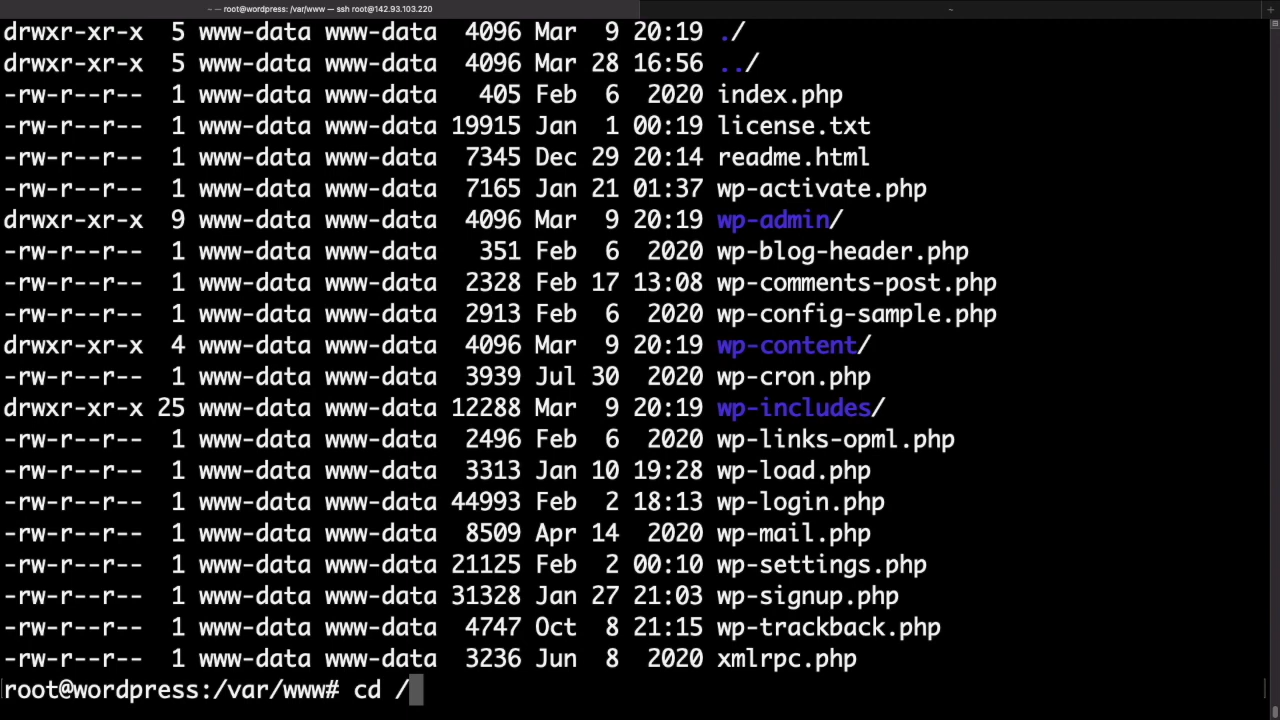 ~ — root@wordpress: /var/www — ssh root@142.93.103.220
~
drwxr-xr-x  5 www-data www-data  4096 Mar  9 20:19 ./
drwxr-xr-x  5 www-data www-data  4096 Mar 28 16:56 ../
-rw-r--r--  1 www-data www-data   405 Feb  6  2020 index.php
-rw-r--r--  1 www-data www-data 19915 Jan  1 00:19 license.txt
-rw-r--r--  1 www-data www-data  7345 Dec 29 20:14 readme.html
-rw-r--r--  1 www-data www-data  7165 Jan 21 01:37 wp-activate.php
drwxr-xr-x  9 www-data www-data  4096 Mar  9 20:19 wp-admin/
-rw-r--r--  1 www-data www-data   351 Feb  6  2020 wp-blog-header.php
-rw-r--r--  1 www-data www-data  2328 Feb 17 13:08 wp-comments-post.php
-rw-r--r--  1 www-data www-data  2913 Feb  6  2020 wp-config-sample.php
drwxr-xr-x  4 www-data www-data  4096 Mar  9 20:19 wp-content/
-rw-r--r--  1 www-data www-data  3939 Jul 30  2020 wp-cron.php
drwxr-xr-x 25 www-data www-data 12288 Mar  9 20:19 wp-includes/
-rw-r--r--  1 www-data www-data  2496 Feb  6  2020 wp-links-opml.php
-rw-r--r--  1 www-data www-data  3313 Jan 10 19:28 wp-load.php
-rw-r--r--  1 www-data www-data 44993 Feb  2 18:13 wp-login.php
-rw-r--r--  1 www-data www-data  8509 Apr 14  2020 wp-mail.php
-rw-r--r--  1 www-data www-data 21125 Feb  2 00:10 wp-settings.php
-rw-r--r--  1 www-data www-data 31328 Jan 27 21:03 wp-signup.php
-rw-r--r--  1 www-data www-data  4747 Oct  8 21:15 wp-trackback.php
-rw-r--r--  1 www-data www-data  3236 Jun  8  2020 xmlrpc.php
root@wordpress:/var/www# cd /